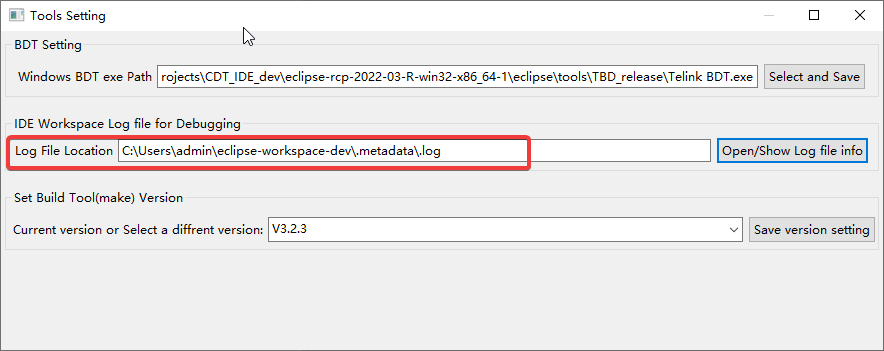 Tools Setting
BDT Setting
Windows BDT exe Path rojects\CDT_IDE_dev\eclipse-rcp-2022-03-R-win32-x86_64-1\eclipse\tools\TBD_release\Telink BDT.exe Select and Save
IDE Workspace Log file for Debugging
Log File Location C:\Users\admin\eclipse-workspace-dev\.metadata\.log Open/Show Log file info
Set Build Tool(make) Version
Current version or Select a diffrent version: V3.2.3 Save version setting